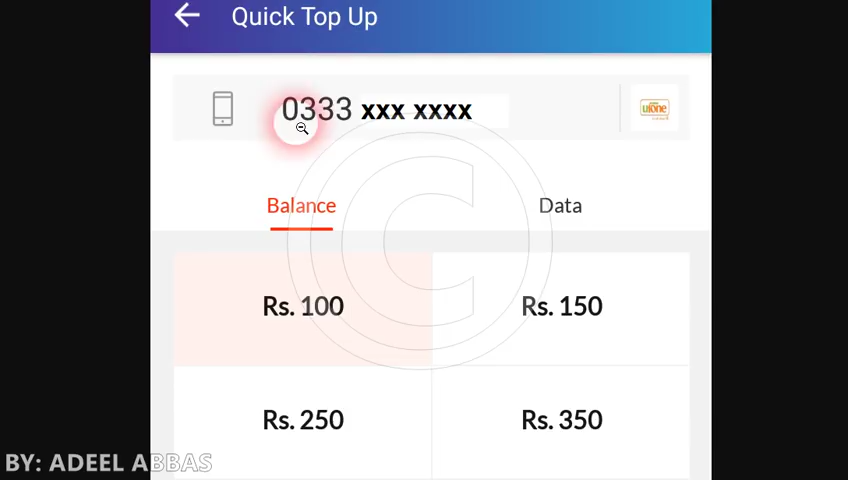 Quick Top Up
0333 xxx xxxx
ufone
Balance
Data
Rs. 100
Rs. 150
Rs. 250
Rs. 350
BY: ADEEL ABBAS